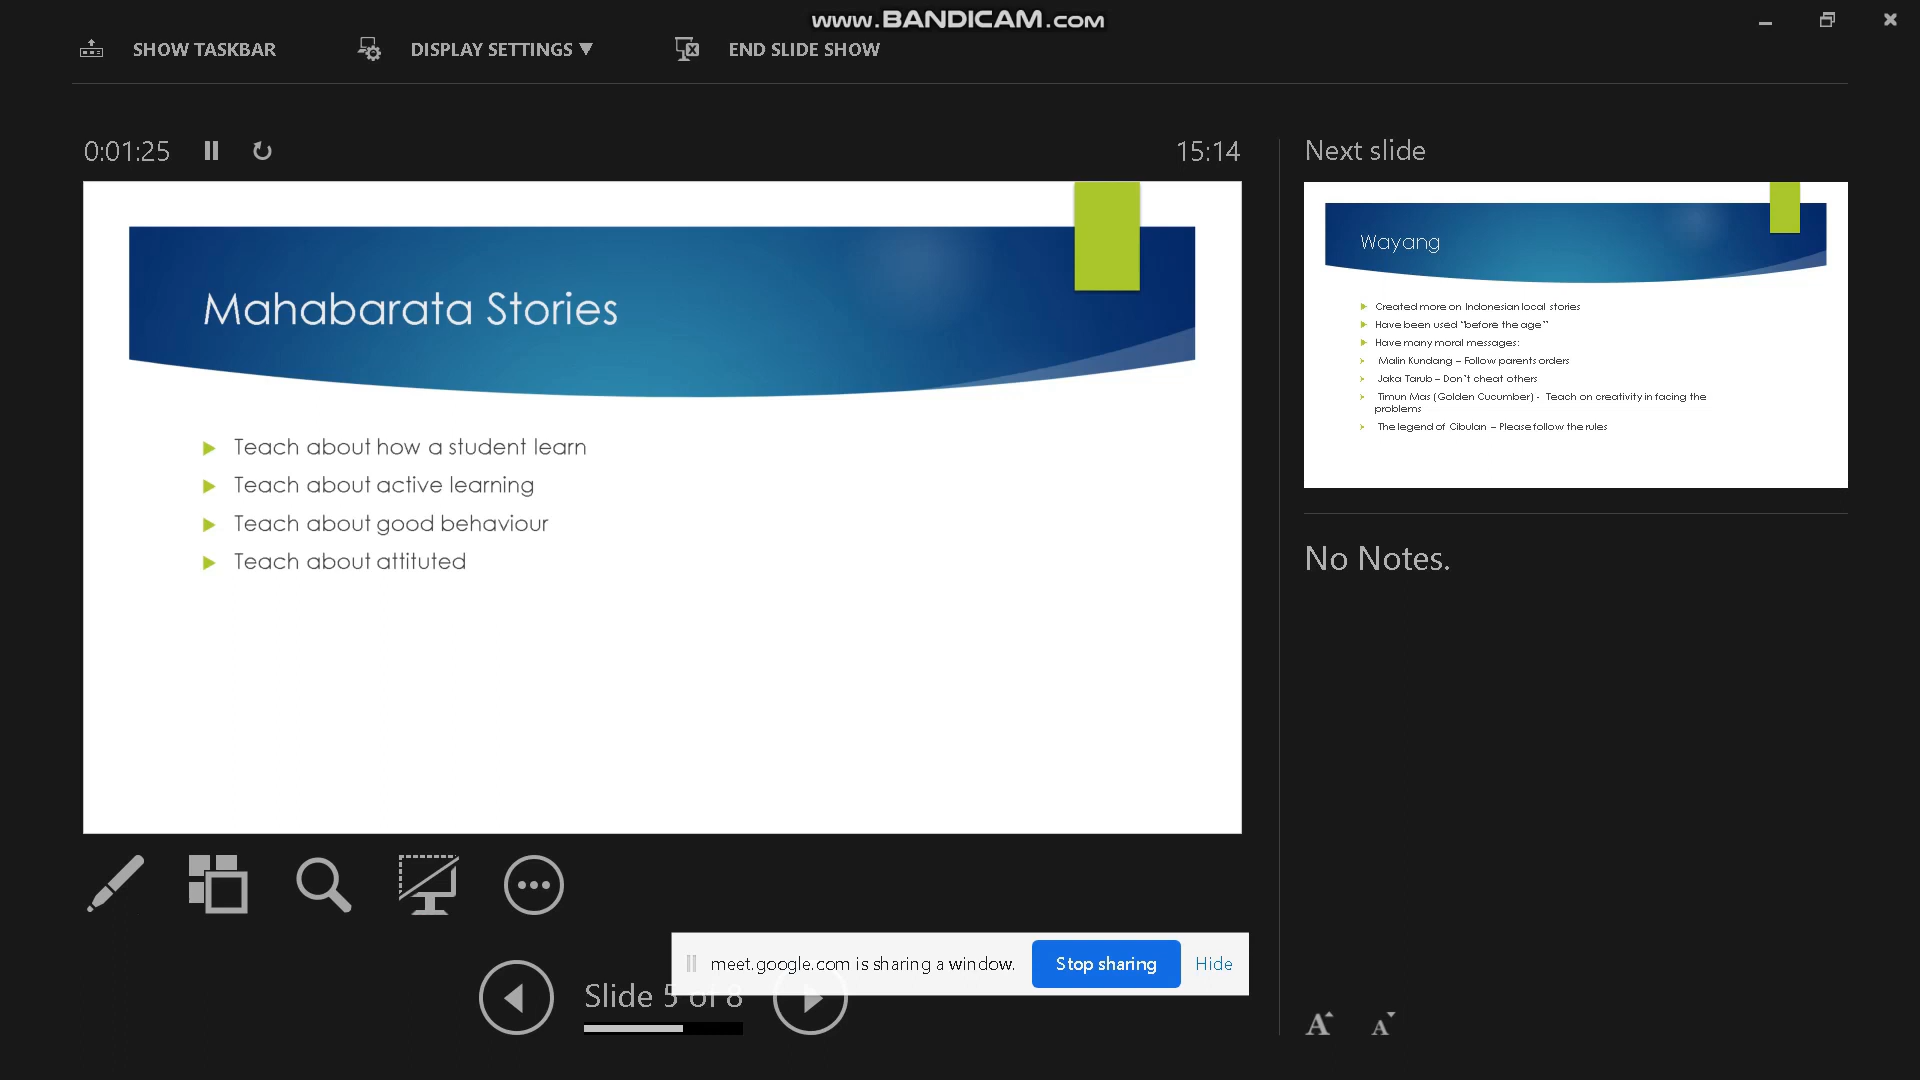 www.BANDICAM.com
SHOW TASKBAR
DISPLAY SETTINGS ▼
END SLIDE SHOW
0:01:25
15:14
Mahabarata Stories
Teach about how a student learn
Teach about active learning
Teach about good behaviour
Teach about attituted
Next slide
Wayang
Created more on Indonesian local stories
Have been used "before the age"
Have many moral messages:
Malin Kundang – Follow parents orders
Jaka Tarub – Don't cheat others
Timun Mas (Golden Cucumber) - Teach on creativity in facing the
problems
The legend of Cibulan – Please follow the rules
No Notes.
meet.google.com is sharing a window.
Stop sharing
Hide
Slide 5 of 8
A
A